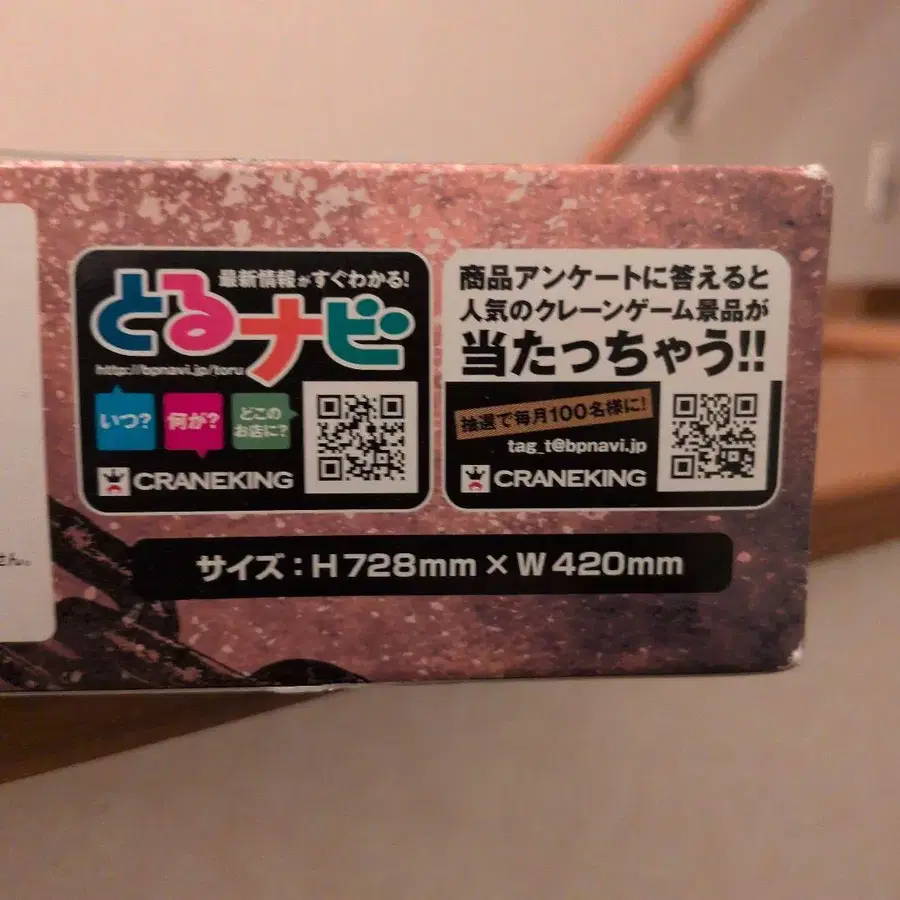 最新情報がすぐわかる!
とるナビ
http://bpnavi.jp/toru
いつ?
何が?
どこの
お店に?
CRANEKING
商品アンケートに答えると
人気のクレーンゲーム景品が
当たっちゃう!!
抽選で毎月100名様に!
tag_t@bpnavi.jp
CRANEKING
サイズ:H728mm×W420mm
せん。